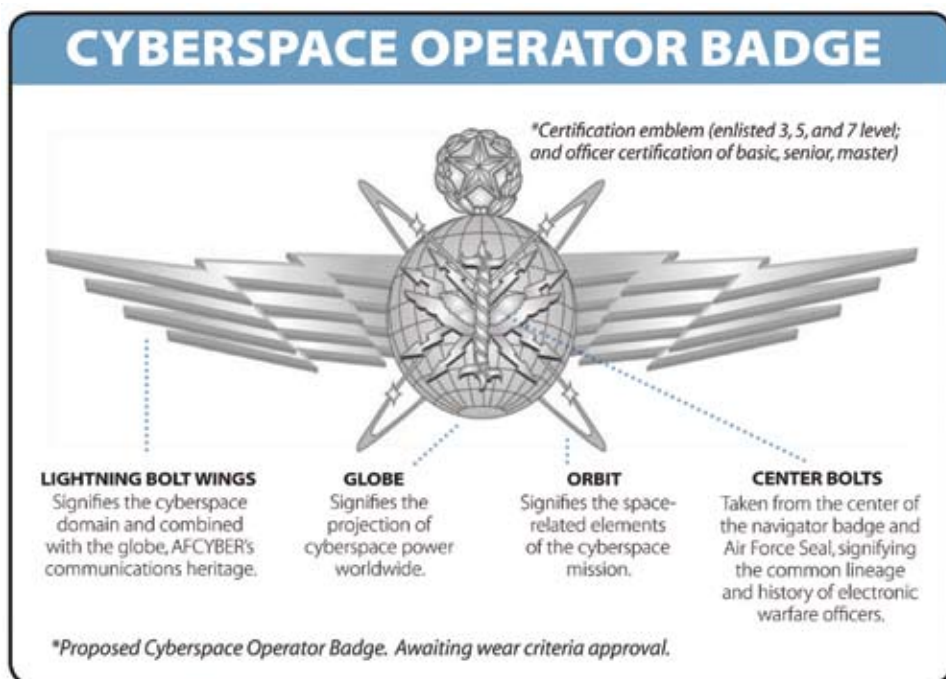 CYBERSPACE OPERATOR BADGE
*Certification emblem (enlisted 3, 5, and 7 level;
and officer certification of basic, senior, master)
LIGHTNING BOLT WINGS
Signifies the cyberspace
domain and combined
with the globe, AFCYBER's
communications heritage.
GLOBE
Signifies the
projection of
cyberspace power
worldwide.
ORBIT
Signifies the space-
related elements
of the cyberspace
mission.
CENTER BOLTS
Taken from the center of
the navigator badge and
Air Force Seal, signifying
the common lineage
and history of electronic
warfare officers.
*Proposed Cyberspace Operator Badge. Awaiting wear criteria approval.